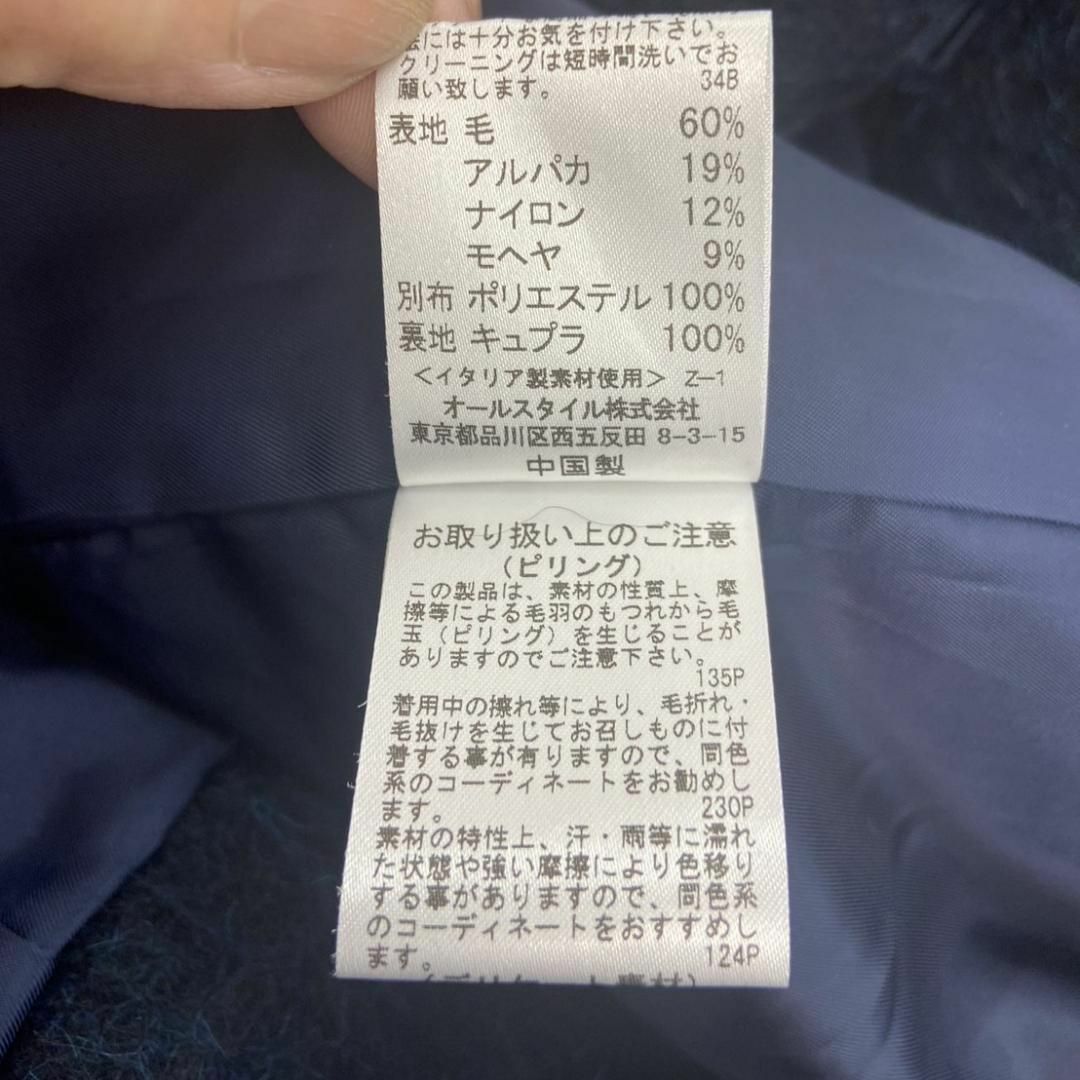 には十分お気を付け下さい。
クリーニングは短時間洗いでお
願い致します。 34B
表地 毛 60%
アルパカ 19%
ナイロン 12%
モヘヤ 9%
別布 ポリエステル 100%
裏地 キュプラ 100%
＜イタリア製素材使用＞ Z-1
オールスタイル株式会社
東京都品川区西五反田 8-3-15
中国製
お取り扱い上のご注意
（ピリング）
この製品は、素材の性質上、摩
擦等による毛羽のもつれから毛
玉（ピリング）を生じることが
ありますのでご注意下さい。
135P
着用中の擦れ等により、毛折れ・
毛抜けを生じてお召しものに付
着する事が有りますので、同色
系のコーディネートをお勧めし
ます。 230P
素材の特性上、汗・雨等に濡れ
た状態や強い摩擦により色移り
する事がありますので、同色系
のコーディネートをおすすめし
ます。 124P
（デリケート素材）